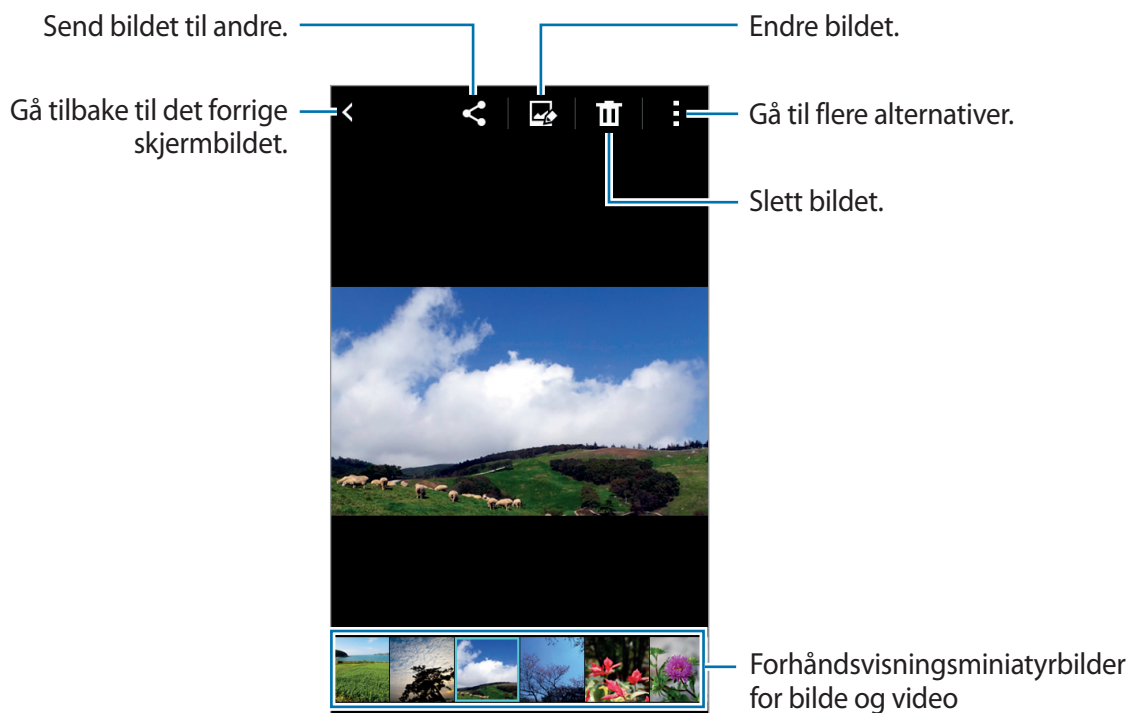 Send bildet til andre.
Endre bildet.
Gå tilbake til det forrige
skjermbildet.
Gå til flere alternativer.
Slett bildet.
Forhåndsvisningsminiatyrbilder
for bilde og video